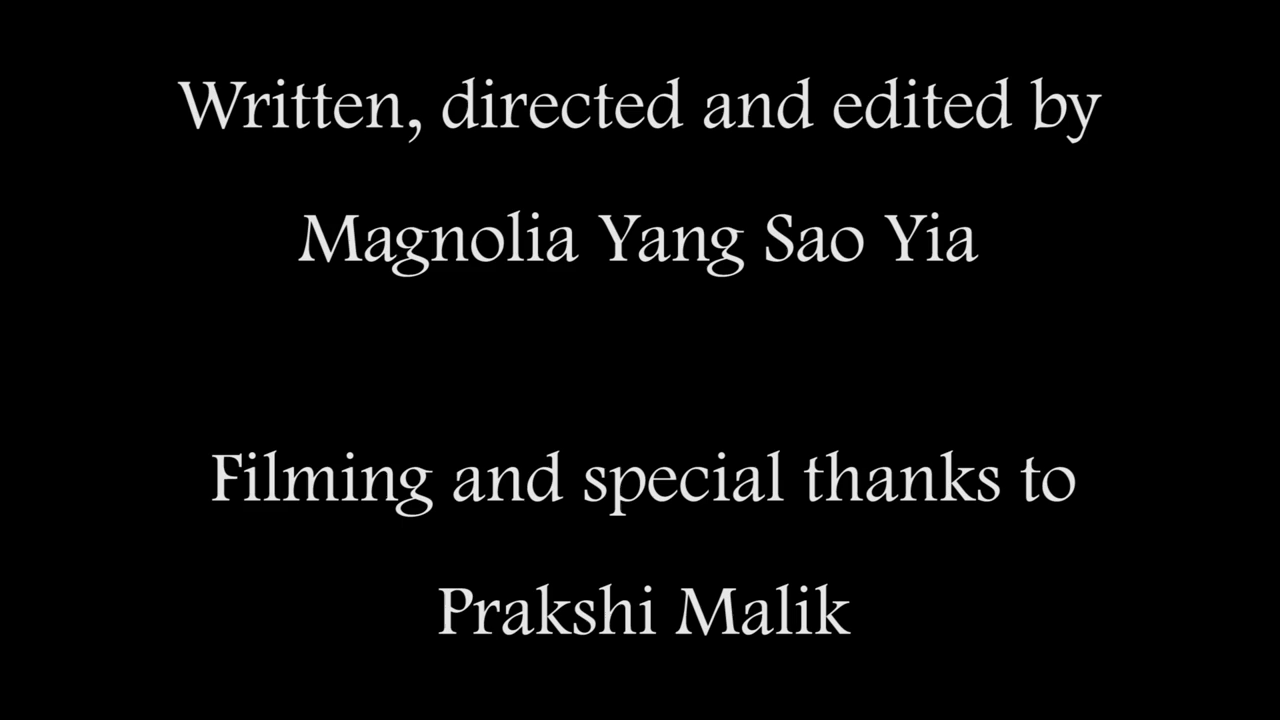 Written, directed and edited by
Magnolia Yang Sao Yia
Filming and special thanks to
Prakshi Malik